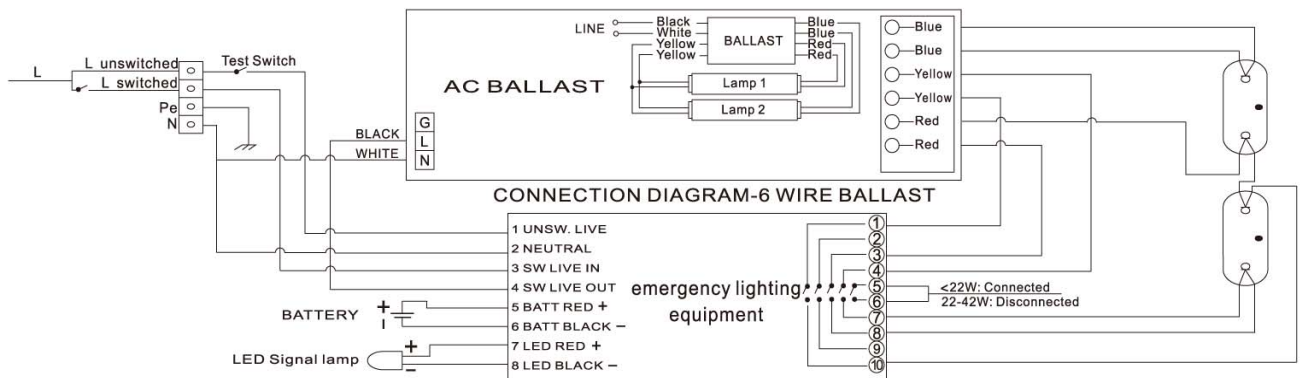 LINE
Black
White
Yellow
Yellow
BALLAST
Blue
Blue
Red
Red
Lamp 1
Lamp 2
AC BALLAST
Blue
Blue
Yellow
Yellow
Red
Red
L
L unswitched
L switched
Pe
N
Test Switch
BLACK
WHITE
G
L
N
CONNECTION DIAGRAM-6 WIRE BALLAST
1 UNSW. LIVE
2 NEUTRAL
3 SW LIVE IN
4 SW LIVE OUT
5 BATT RED +
6 BATT BLACK −
7 LED RED +
8 LED BLACK −
BATTERY
+
−
LED Signal lamp
+
−
emergency lighting
equipment
①
②
③
④
⑤
⑥
⑦
⑧
⑨
⑩
<22W: Connected
22-42W: Disconnected